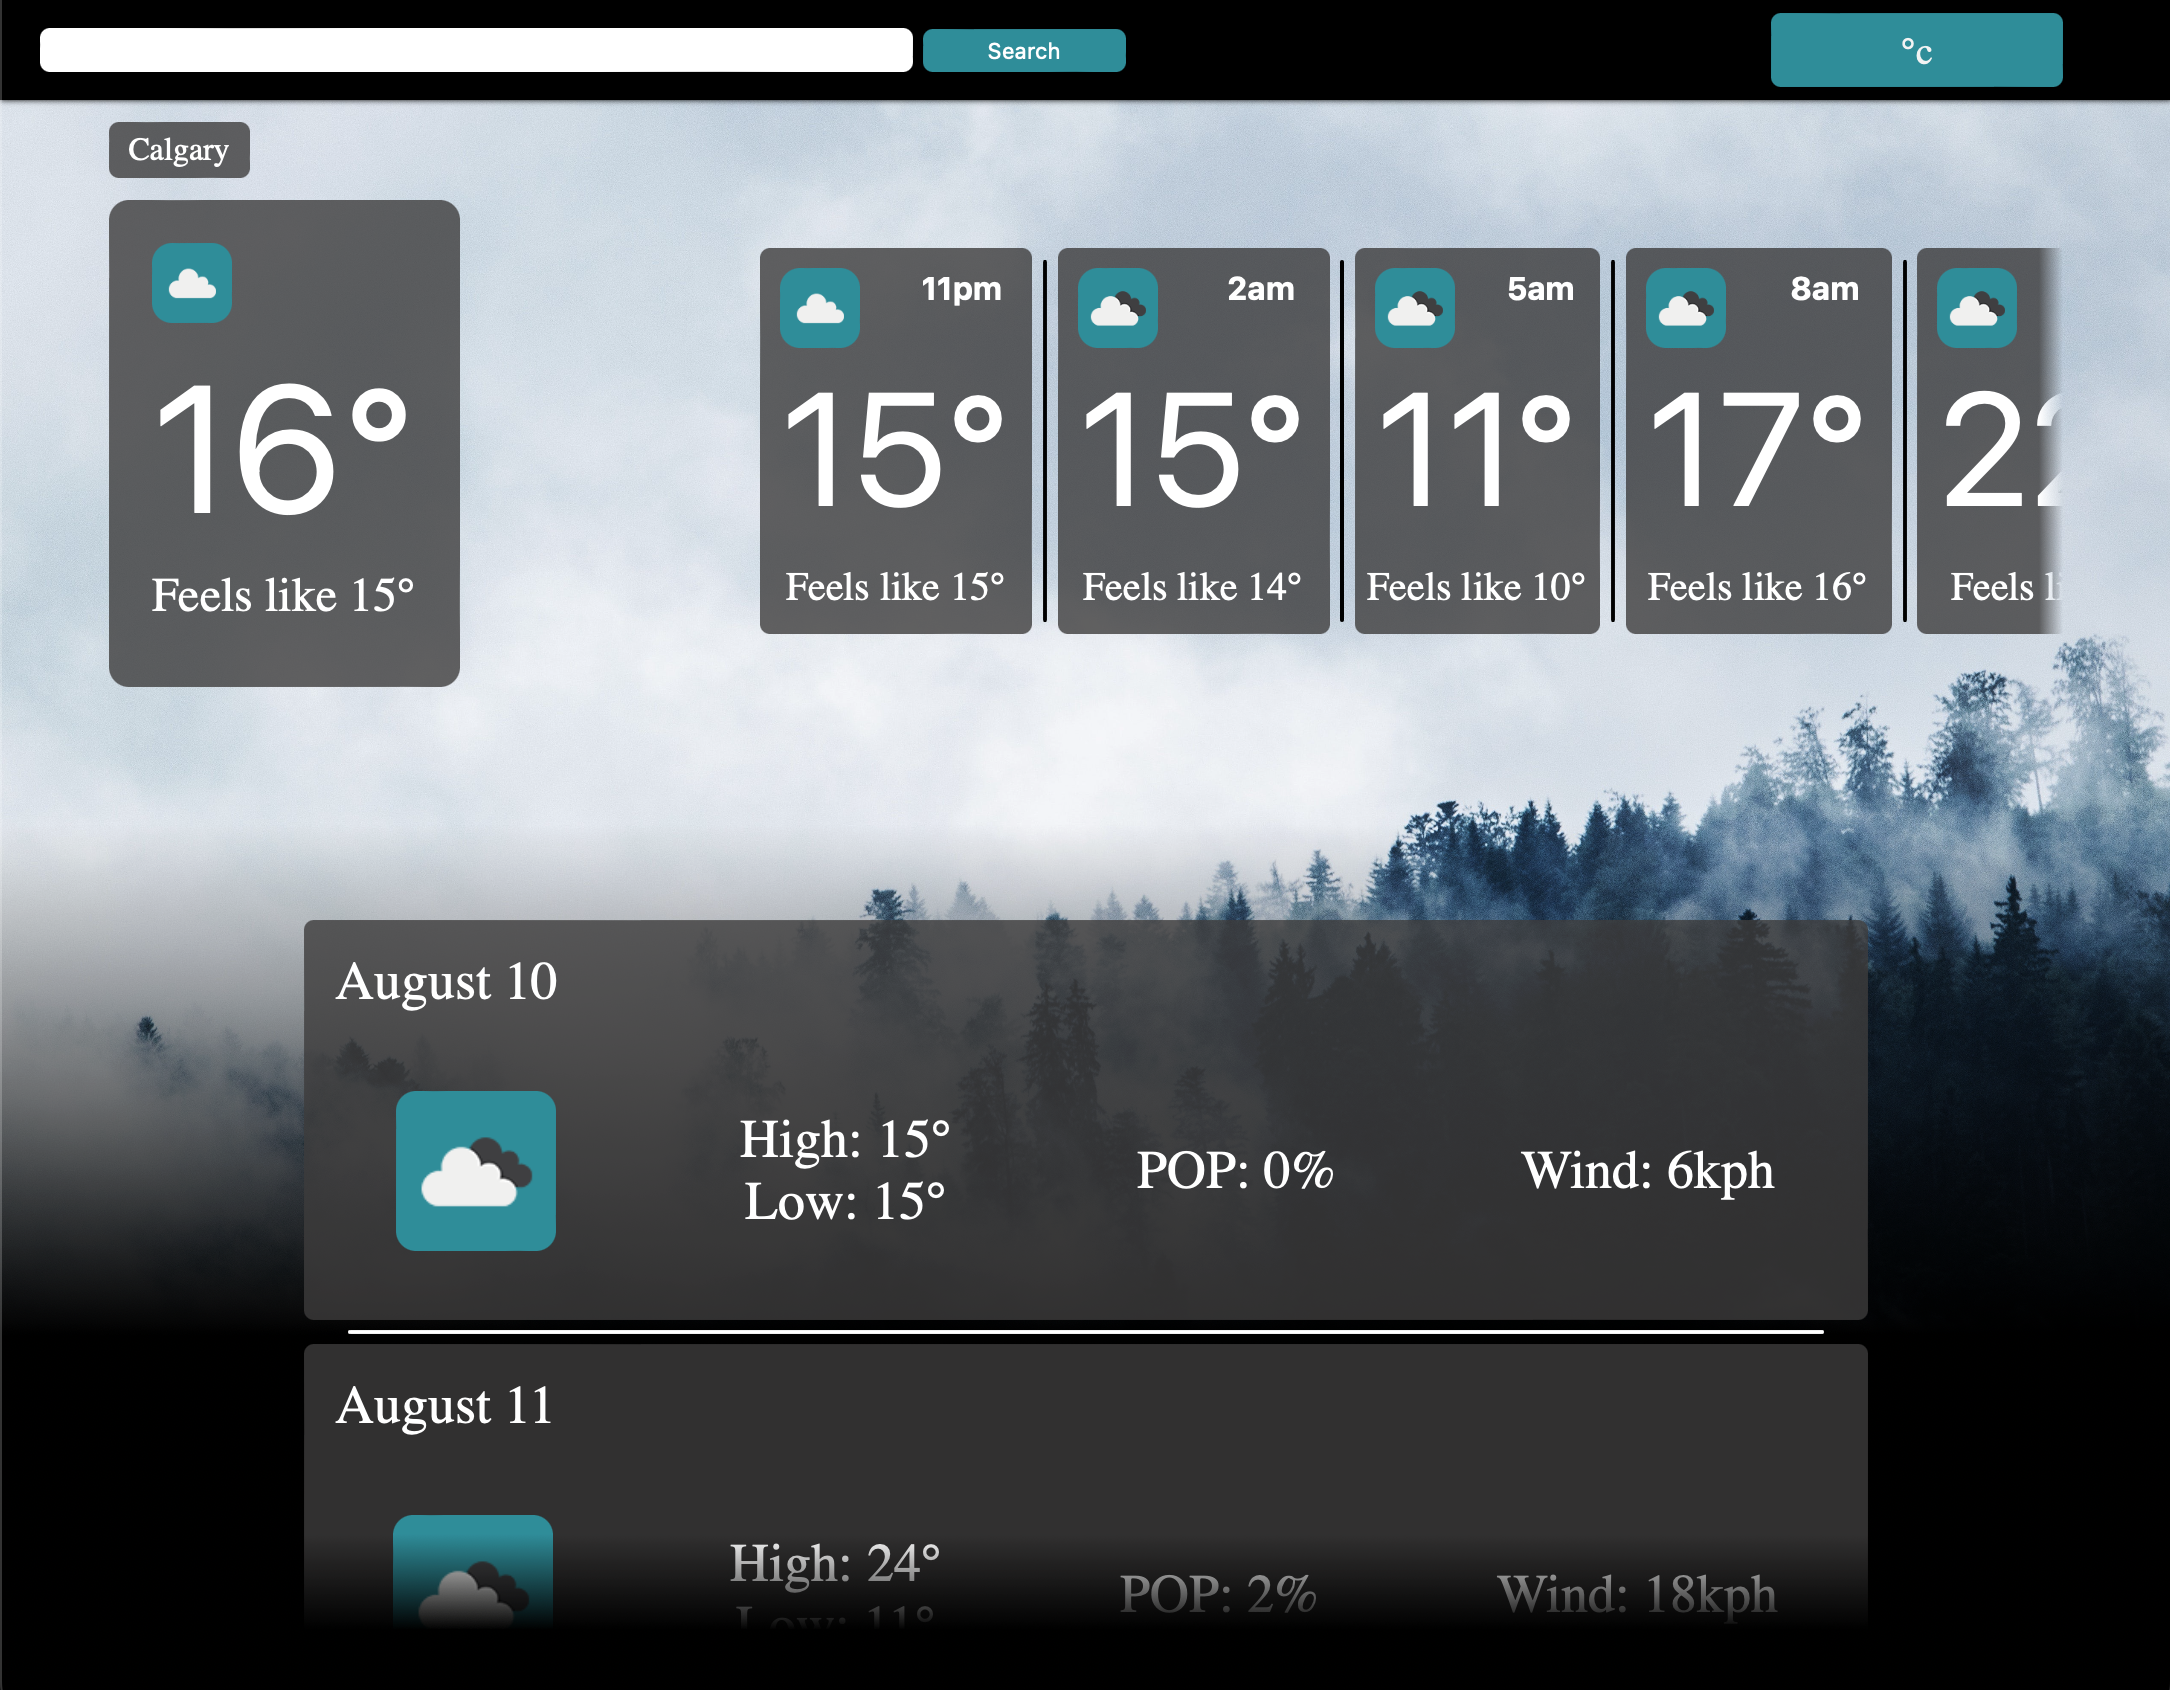 Search
°c
Calgary
16°
Feels like 15°
11pm
15°
Feels like 15°
2am
15°
Feels like 14°
5am
11°
Feels like 10°
8am
17°
Feels like 16°
Feels
August 10
High: 15°
Low: 15°
POP: 0%
Wind: 6kph
August 11
High: 24°
Low: 11°
POP: 2%
Wind: 18kph